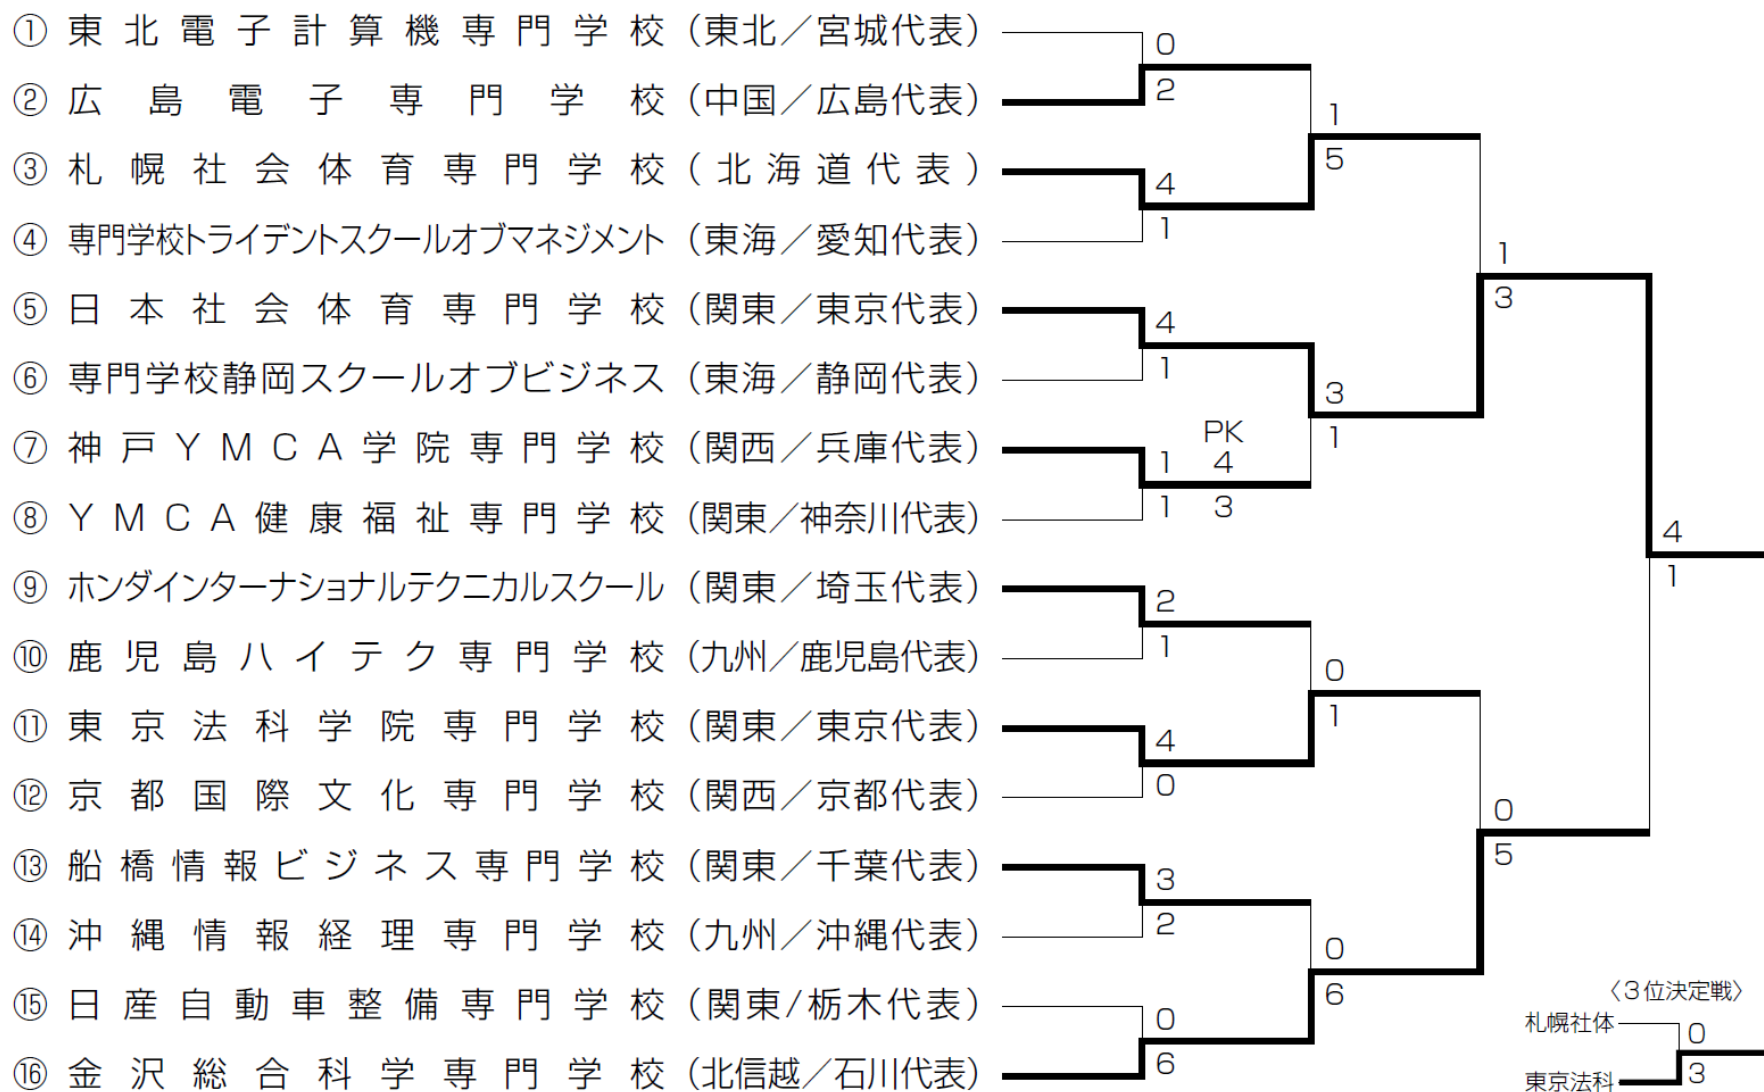 ① 東北電子計算機専門学校 (東北／宮城代表)
② 広島電子専門学校 (中国／広島代表)
③ 札幌社会体育専門学校 (北海道代表)
④ 専門学校トライデントスクールオブマネジメント (東海／愛知代表)
⑤ 日本社会体育専門学校 (関東／東京代表)
⑥ 専門学校静岡スクールオブビジネス (東海／静岡代表)
⑦ 神戸YMCA学院専門学校 (関西／兵庫代表)
⑧ YMCA健康福祉専門学校 (関東／神奈川代表)
⑨ ホンダインターナショナルテクニカルスクール (関東／埼玉代表)
⑩ 鹿児島ハイテク専門学校 (九州／鹿児島代表)
⑪ 東京法科学院専門学校 (関東／東京代表)
⑫ 京都国際文化専門学校 (関西／京都代表)
⑬ 船橋情報ビジネス専門学校 (関東／千葉代表)
⑭ 沖縄情報経理専門学校 (九州／沖縄代表)
⑮ 日産自動車整備専門学校 (関東/栃木代表)
⑯ 金沢総合科学専門学校 (北信越／石川代表)
0
2
4
1
4
1
PK
1 4
1 3
2
1
4
0
3
2
0
6
1
5
3
1
0
1
0
6
1
3
0
5
4
1
〈3位決定戦〉
札幌社体 0
東京法科 3